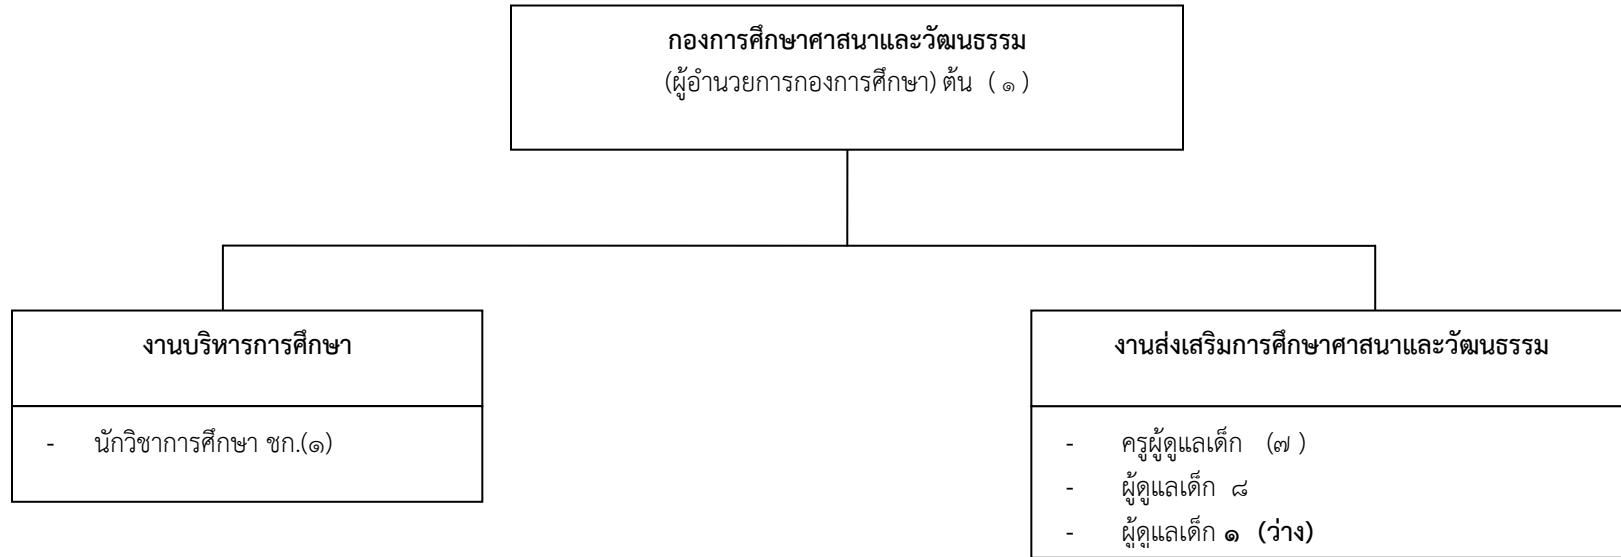 กองการศึกษาศาสนาและวัฒนธรรม
(ผู้อำนวยการกองการศึกษา) ต้น ( ๑ )
งานบริหารการศึกษา
- นักวิชาการศึกษา ชก.(๑)
งานส่งเสริมการศึกษาศาสนาและวัฒนธรรม
- ครูผู้ดูแลเด็ก (๗ )
- ผู้ดูแลเด็ก ๘
- ผู้ดูแลเด็ก ๑ (ว่าง)